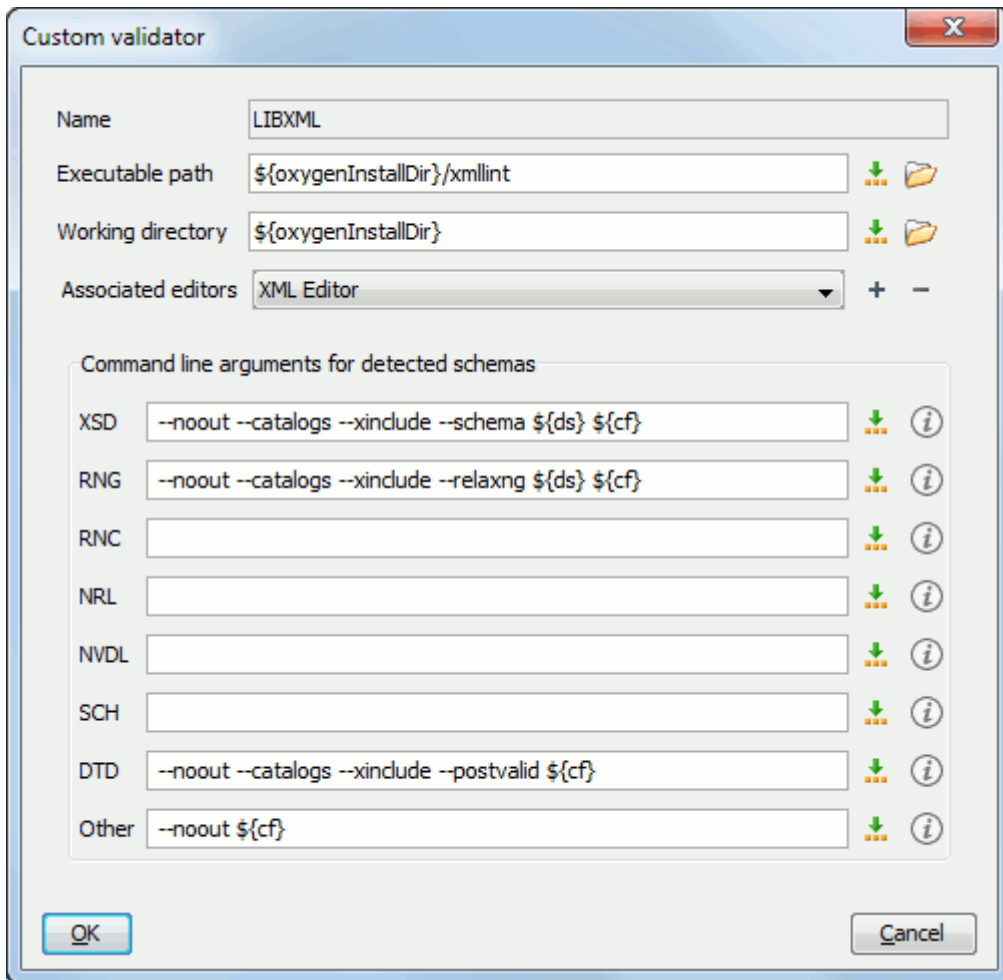 Custom validator
Name LIBXML
Executable path ${oxygenInstallDir}/xmllint
Working directory ${oxygenInstallDir}
Associated editors XML Editor
Command line arguments for detected schemas
XSD --noout --catalogs --xinclude --schema ${ds} ${cf}
RNG --noout --catalogs --xinclude --relaxng ${ds} ${cf}
RNC
NRL
NVDL
SCH
DTD --noout --catalogs --xinclude --postvalid ${cf}
Other --noout ${cf}
OK Cancel